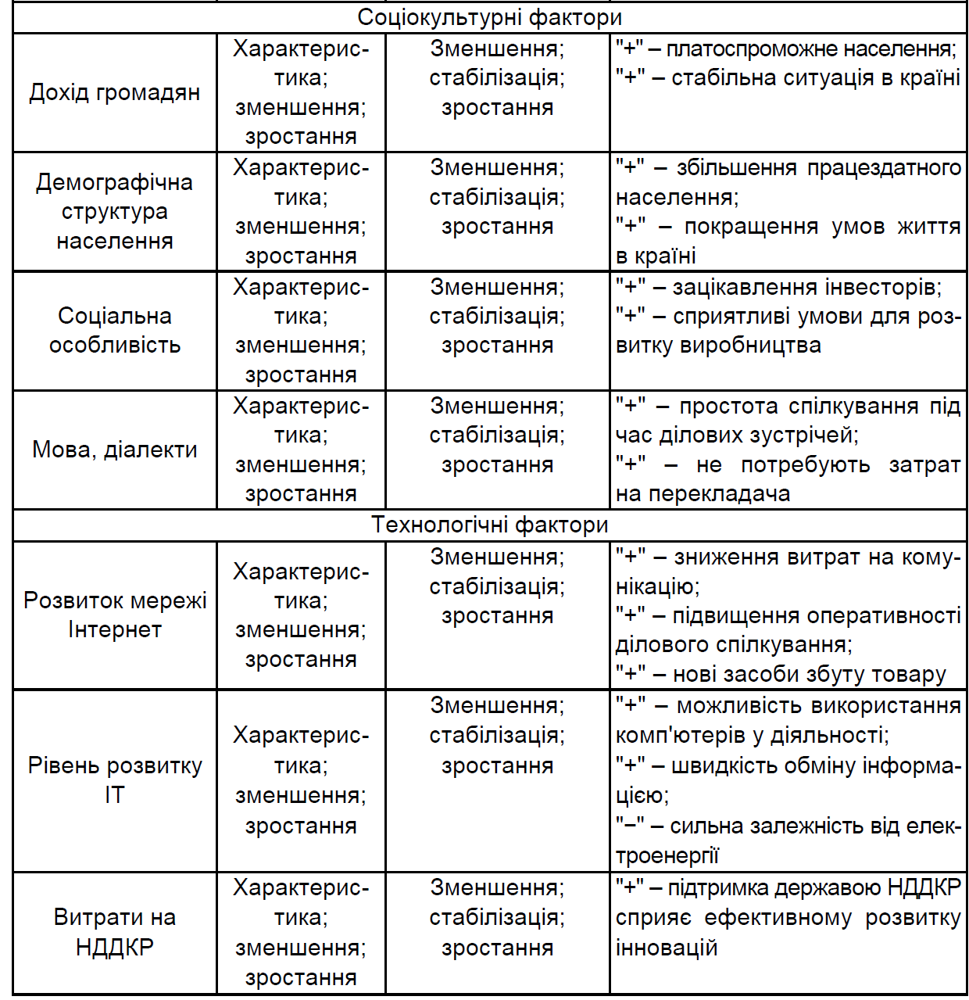 Соціокультурні фактори
Дохід громадян
Характерис-
тика;
зменшення;
зростання
Зменшення;
стабілізація;
зростання
"+" – платоспроможне населення;
"+" – стабільна ситуація в країні
Демографічна
структура
населення
Характерис-
тика;
зменшення;
зростання
Зменшення;
стабілізація;
зростання
"+" – збільшення працездатного
населення;
"+" – покращення умов життя
в країні
Соціальна
особливість
Характерис-
тика;
зменшення;
зростання
Зменшення;
стабілізація;
зростання
"+" – зацікавлення інвесторів;
"+" – сприятливі умови для роз-
витку виробництва
Мова, діалекти
Характерис-
тика;
зменшення;
зростання
Зменшення;
стабілізація;
зростання
"+" – простота спілкування під
час ділових зустрічей;
"+" – не потребують затрат
на перекладача
Технологічні фактори
Розвиток мережі
Інтернет
Характерис-
тика;
зменшення;
зростання
Зменшення;
стабілізація;
зростання
"+" – зниження витрат на кому-
нікацію;
"+" – підвищення оперативності
ділового спілкування;
"+" – нові засоби збуту товару
Рівень розвитку
ІТ
Характерис-
тика;
зменшення;
зростання
Зменшення;
стабілізація;
зростання
"+" – можливість використання
комп'ютерів у діяльності;
"+" – швидкість обміну інформа-
цією;
"−" – сильна залежність від елек-
троенергії
Витрати на
НДДКР
Характерис-
тика;
зменшення;
зростання
Зменшення;
стабілізація;
зростання
"+" – підтримка державою НДДКР
сприяє ефективному розвитку
інновацій